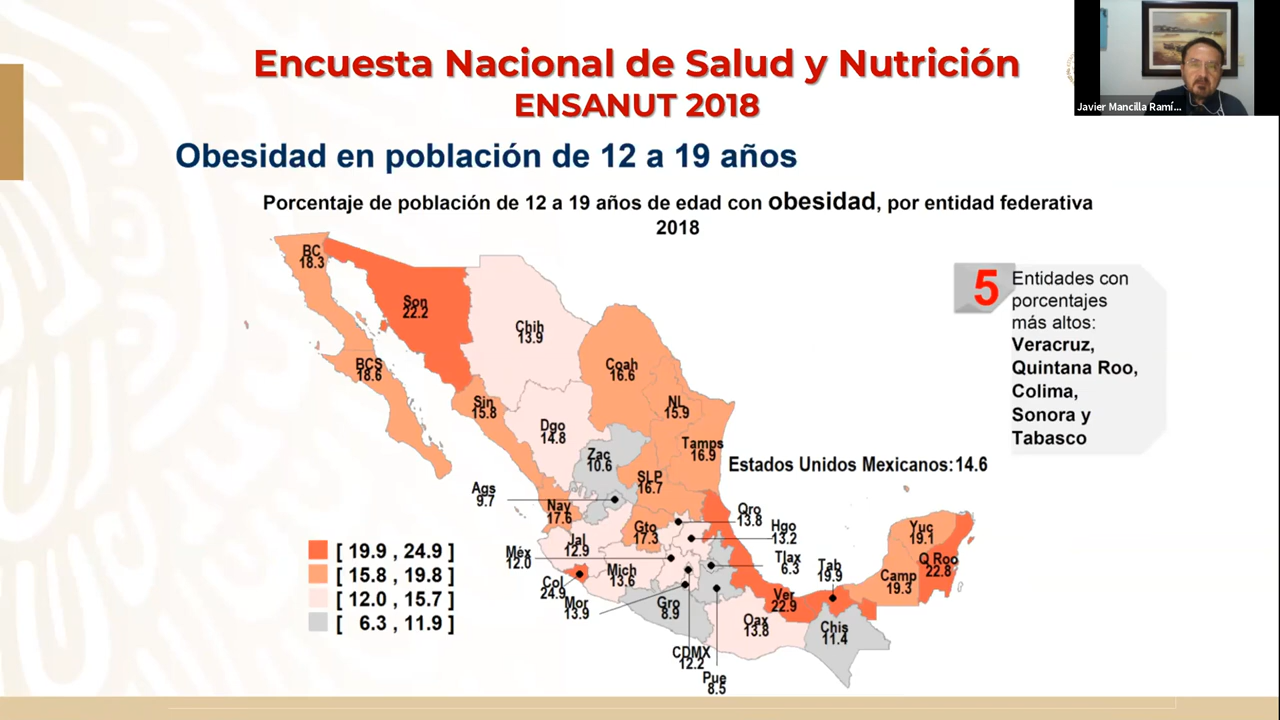 Encuesta Nacional de Salud y Nutrición
ENSANUT 2018
Javier Mancilla Ramí...
Obesidad en población de 12 a 19 años
Porcentaje de población de 12 a 19 años de edad con obesidad, por entidad federativa
2018
BC
18.3
Son
22.2
Chih
13.9
BCS
18.6
Coah
16.6
Sin
15.8
NL
15.9
Dgo
14.8
Tamps
16.9
Zac
10.6
SLP
16.7
Ags
9.7
Nay
17.6
Gto
17.3
Qro
13.8
Hgo
13.2
Jal
12.9
Méx
12.0
Mich
13.6
Tlax
6.3
Tab
19.9
Col
24.9
Mor
13.9
Gro
8.9
Ver
22.9
Oax
13.8
Chis
11.4
CDMX
12.2
Pue
8.5
Yuc
19.1
Q Roo
22.8
Camp
19.3
Estados Unidos Mexicanos:14.6
5
Entidades con
porcentajes
más altos:
Veracruz,
Quintana Roo,
Colima,
Sonora y
Tabasco
[ 19.9 , 24.9 ]
[ 15.8 , 19.8 ]
[ 12.0 , 15.7 ]
[ 6.3 , 11.9 ]